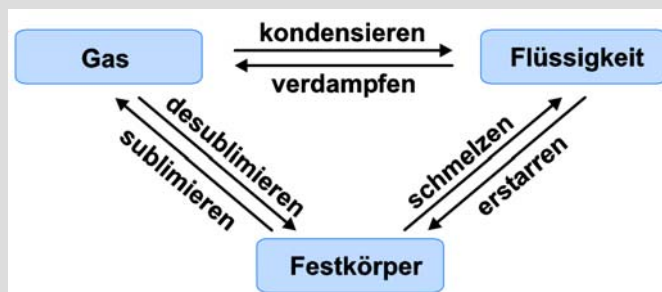 kondensieren
Gas
Flüssigkeit
verdampfen
desublimieren
sublimieren
schmelzen
erstarren
Festkörper